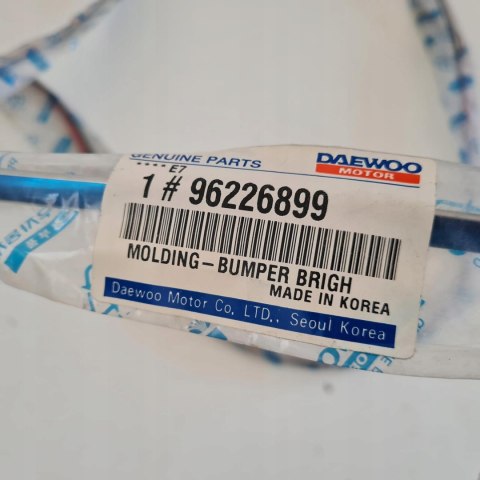 GENUINE PARTS
DAEWOO
MOTOR
**** E7
1 # 96226899
MOLDING-BUMPER BRIGH
MADE IN KOREA
Daewoo Motor Co. LTD., Seoul Korea